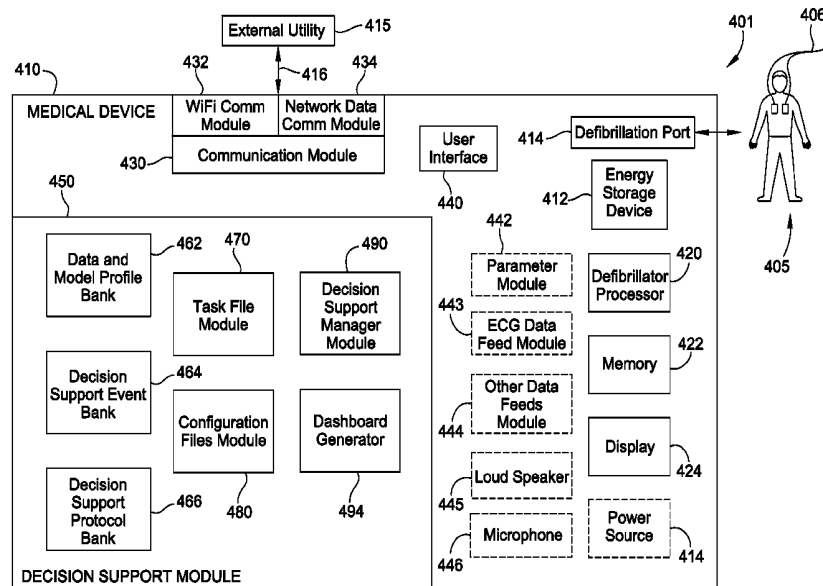 External Utility
415
401
406
432
434
416
410
MEDICAL DEVICE
WiFi Comm
Module
Network Data
Comm Module
430
Communication Module
User
Interface
440
414
Defibrillation Port
Energy
Storage
Device
412
405
450
462
470
490
442
420
Data and
Model Profile
Bank
Task File
Module
Decision
Support
Manager
Module
Parameter
Module
Defibrillator
Processor
443
ECG Data
Feed Module
464
Decision
Support Event
Bank
Configuration
Files Module
Dashboard
Generator
Other Data
Feeds
Module
444
Memory
422
Display
424
466
480
494
Decision
Support
Protocol
Bank
Loud Speaker
445
Microphone
446
Power
Source
414
DECISION SUPPORT MODULE